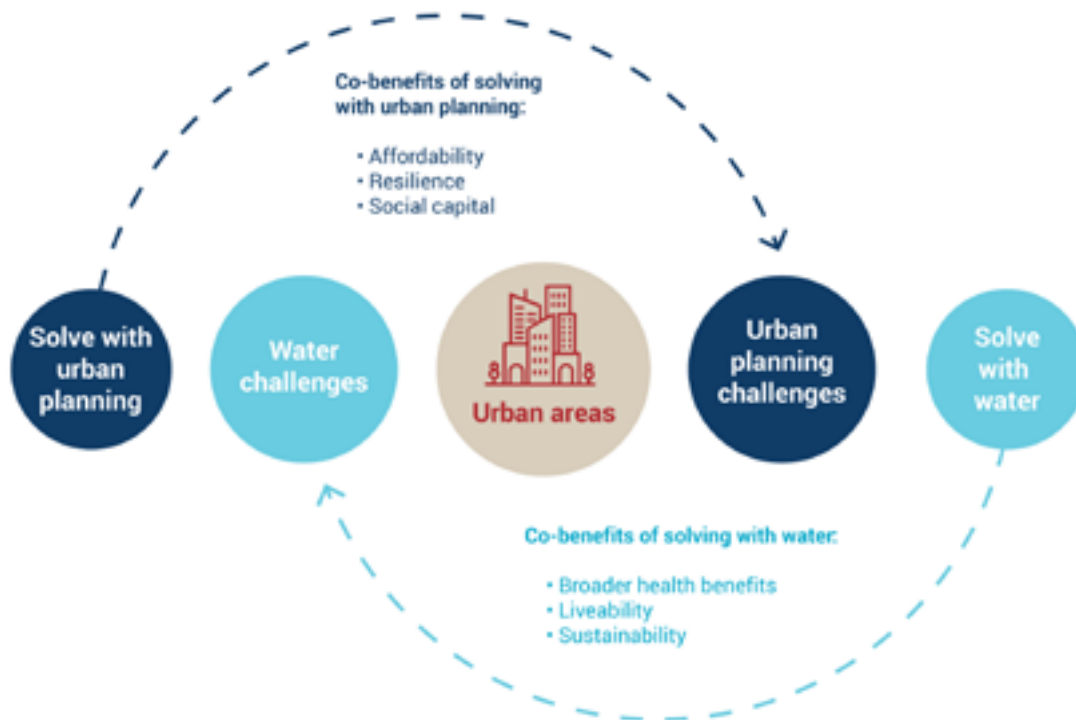 Co-benefits of solving
with urban planning:
• Affordability
• Resilience
• Social capital
Solve with
urban
planning
Water
challenges
Urban areas
Urban
planning
challenges
Solve
with
water
Co-benefits of solving with water:
• Broader health benefits
• Liveability
• Sustainability